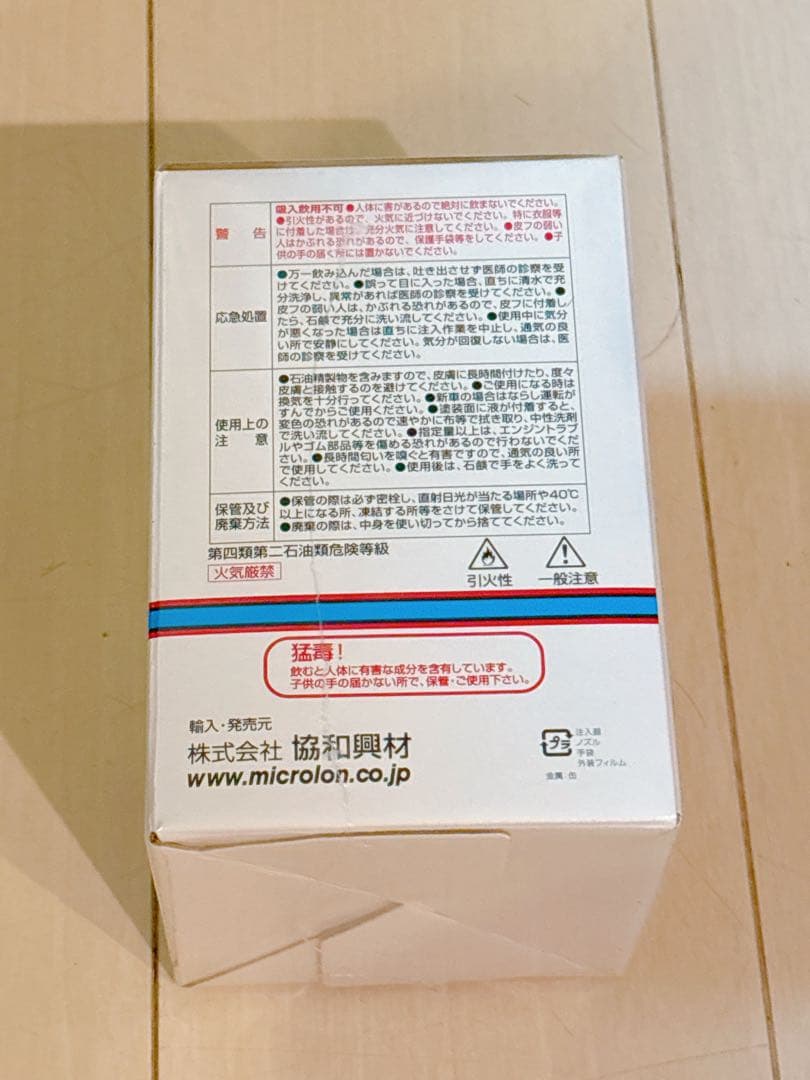 警告
吸入飲用不可●人体に害があるので絶対に飲まないでください。
●引火性があるので、火気に近づけないでください。特に衣服等
に付着した場合は、充分火気に注意してください。●皮フの弱い
人はかぶれる恐れがあるので、保護手袋等をしてください。●子
供の手の届く所には置かないでください。
応急処置
●万一飲み込んだ場合は、吐き出させず医師の診察を受
けてください。●誤って目に入った場合、直ちに清水で充
分洗浄し、異常があれば医師の診察を受けてください。●
皮フの弱い人は、かぶれる恐れがあるので、皮フに付着し
たら、石鹸で充分に洗い流してください。●使用中に気分
が悪くなった場合は直ちに注入作業を中止し、通気の良
い所で安静にしてください。気分が回復しない場合は、医
師の診察を受けてください。
使用上の
注意
●石油精製物を含みますので、皮膚に長時間付けたり、度々
皮膚と接触するのを避けてください。●ご使用になる時は
換気を十分行ってください。●新車の場合はならし運転が
すんでからご使用ください。●塗装面に液が付着すると、
変色の恐れがあるので速やかに布等で拭き取り、中性洗剤
で洗い流してください。●指定量以上は、エンジントラブ
ルやゴム部品等を傷める恐れがあるので行わないでくだ
さい。●長時間匂いを嗅ぐと有害ですので、通気の良い所
で使用してください。●使用後は、石鹸で手をよく洗って
ください。
保管及び
廃棄方法
●保管の際は必ず密栓し、直射日光が当たる場所や40℃
以上になる所、凍結する所等をさけて保管してください。
●廃棄の際は、中身を使い切ってから捨ててください。
第四類第二石油類危険等級
火気厳禁
引火性
一般注意
猛毒!
飲むと人体に有害な成分を含有しています。
子供の手の届かない所で、保管・ご使用下さい。
輸入・発売元
株式会社 協和興材
www.microlon.co.jp
プラ
注入器
ノズル
手袋
外装フィルム
金属:缶